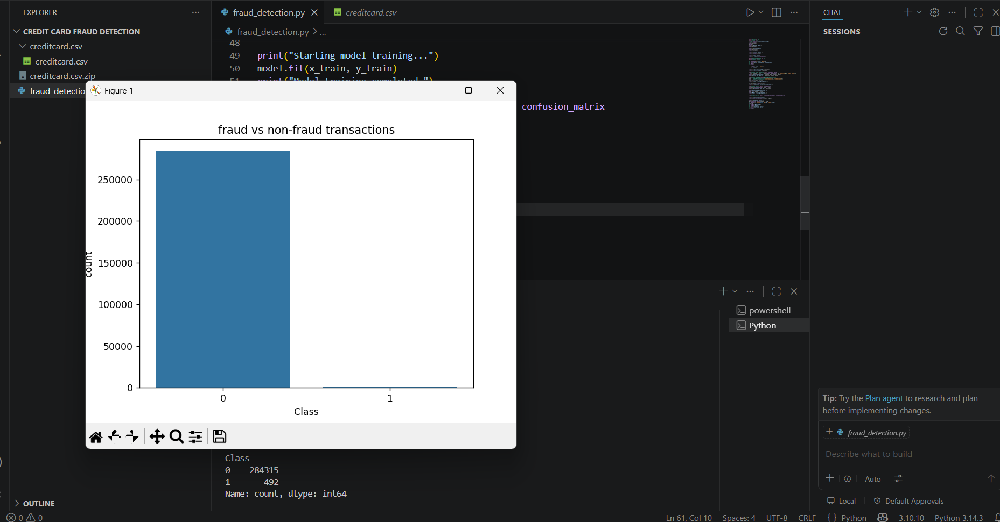 EXPLORER
CREDIT CARD FRAUD DETECTION
creditcard.csv
creditcard.csv
creditcard.csv.zip
fraud_detectio
fraud_detection.py
creditcard.csv
fraud_detection.py > ...
48
49 print("Starting model training...")
50 model.fit(x_train, y_train)
confusion_matrix
Figure 1
fraud vs non-fraud transactions
250000
200000
150000
100000
50000
0
count
0 1
Class
Class
0 284315
1 492
Name: count, dtype: int64
powershell
Python
CHAT
SESSIONS
Tip: Try the Plan agent to research and plan
before implementing changes.
fraud_detection.py
Describe what to build
Auto
Local
Default Approvals
OUTLINE
0 0
Ln 61, Col 10 Spaces: 4 UTF-8 CRLF {} Python 3.10.10 Python 3.14.3